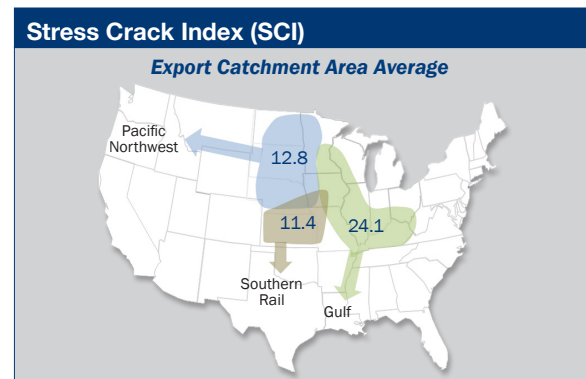 Stress Crack Index (SCI)
Export Catchment Area Average
Pacific
Northwest
12.8
11.4
24.1
Southern
Rail
Gulf